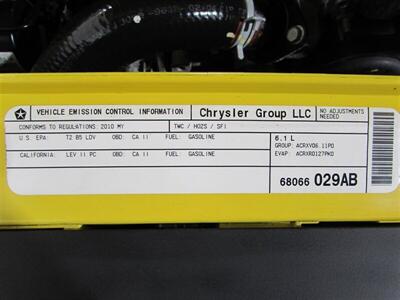 VEHICLE EMISSION CONTROL INFORMATION Chrysler Group LLC NO ADJUSTMENTS NEEDED
CONFORMS TO REGULATIONS: 2010 MY TWC / HO2S / SFI
U.S. EPA: T2 B5 LDV OBD: CA II FUEL: GASOLINE 6.1 L
GROUP: ACRXV06.11P0
CALIFORNIA: LEV II PC OBD: CA II FUEL: GASOLINE EVAP: ACRXR0127PK0
68066 029AB